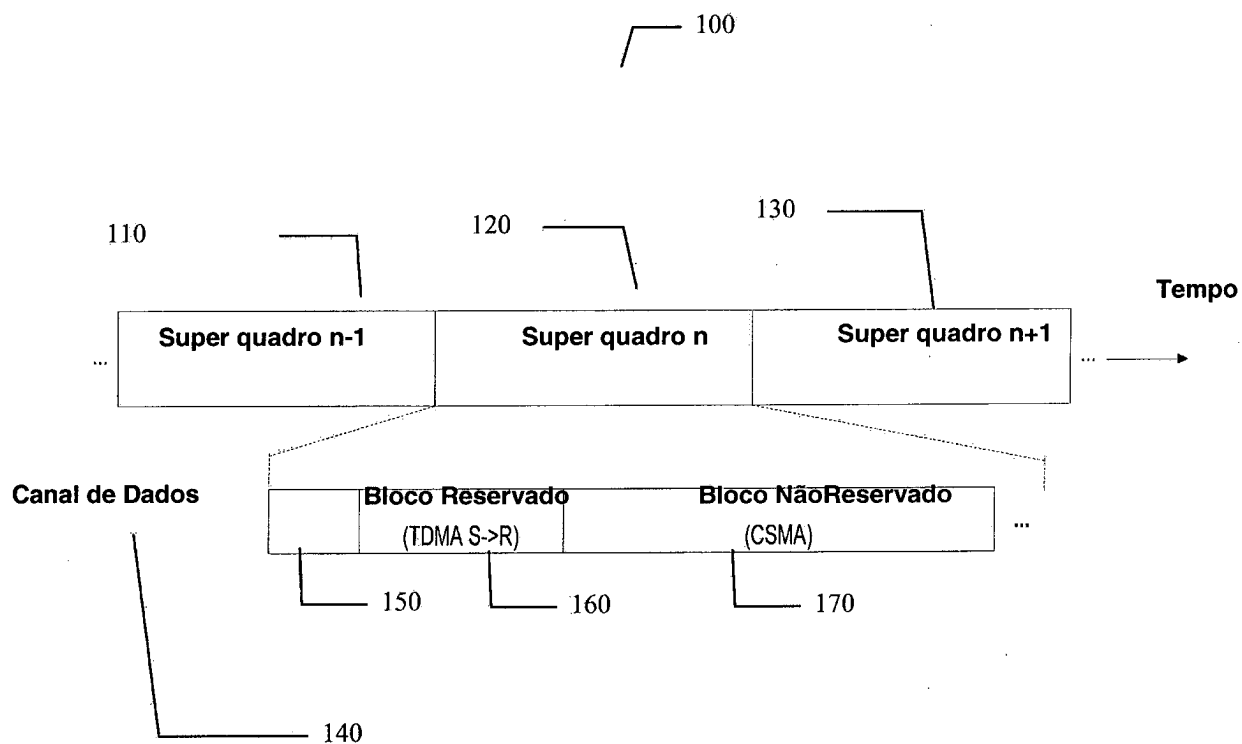 100
110
120
130
Tempo
Super quadro n-1
Super quadro n
Super quadro n+1
...
...
Canal de Dados
Bloco Reservado
(TDMA S->R)
Bloco NãoReservado
(CSMA)
...
150
160
170
140